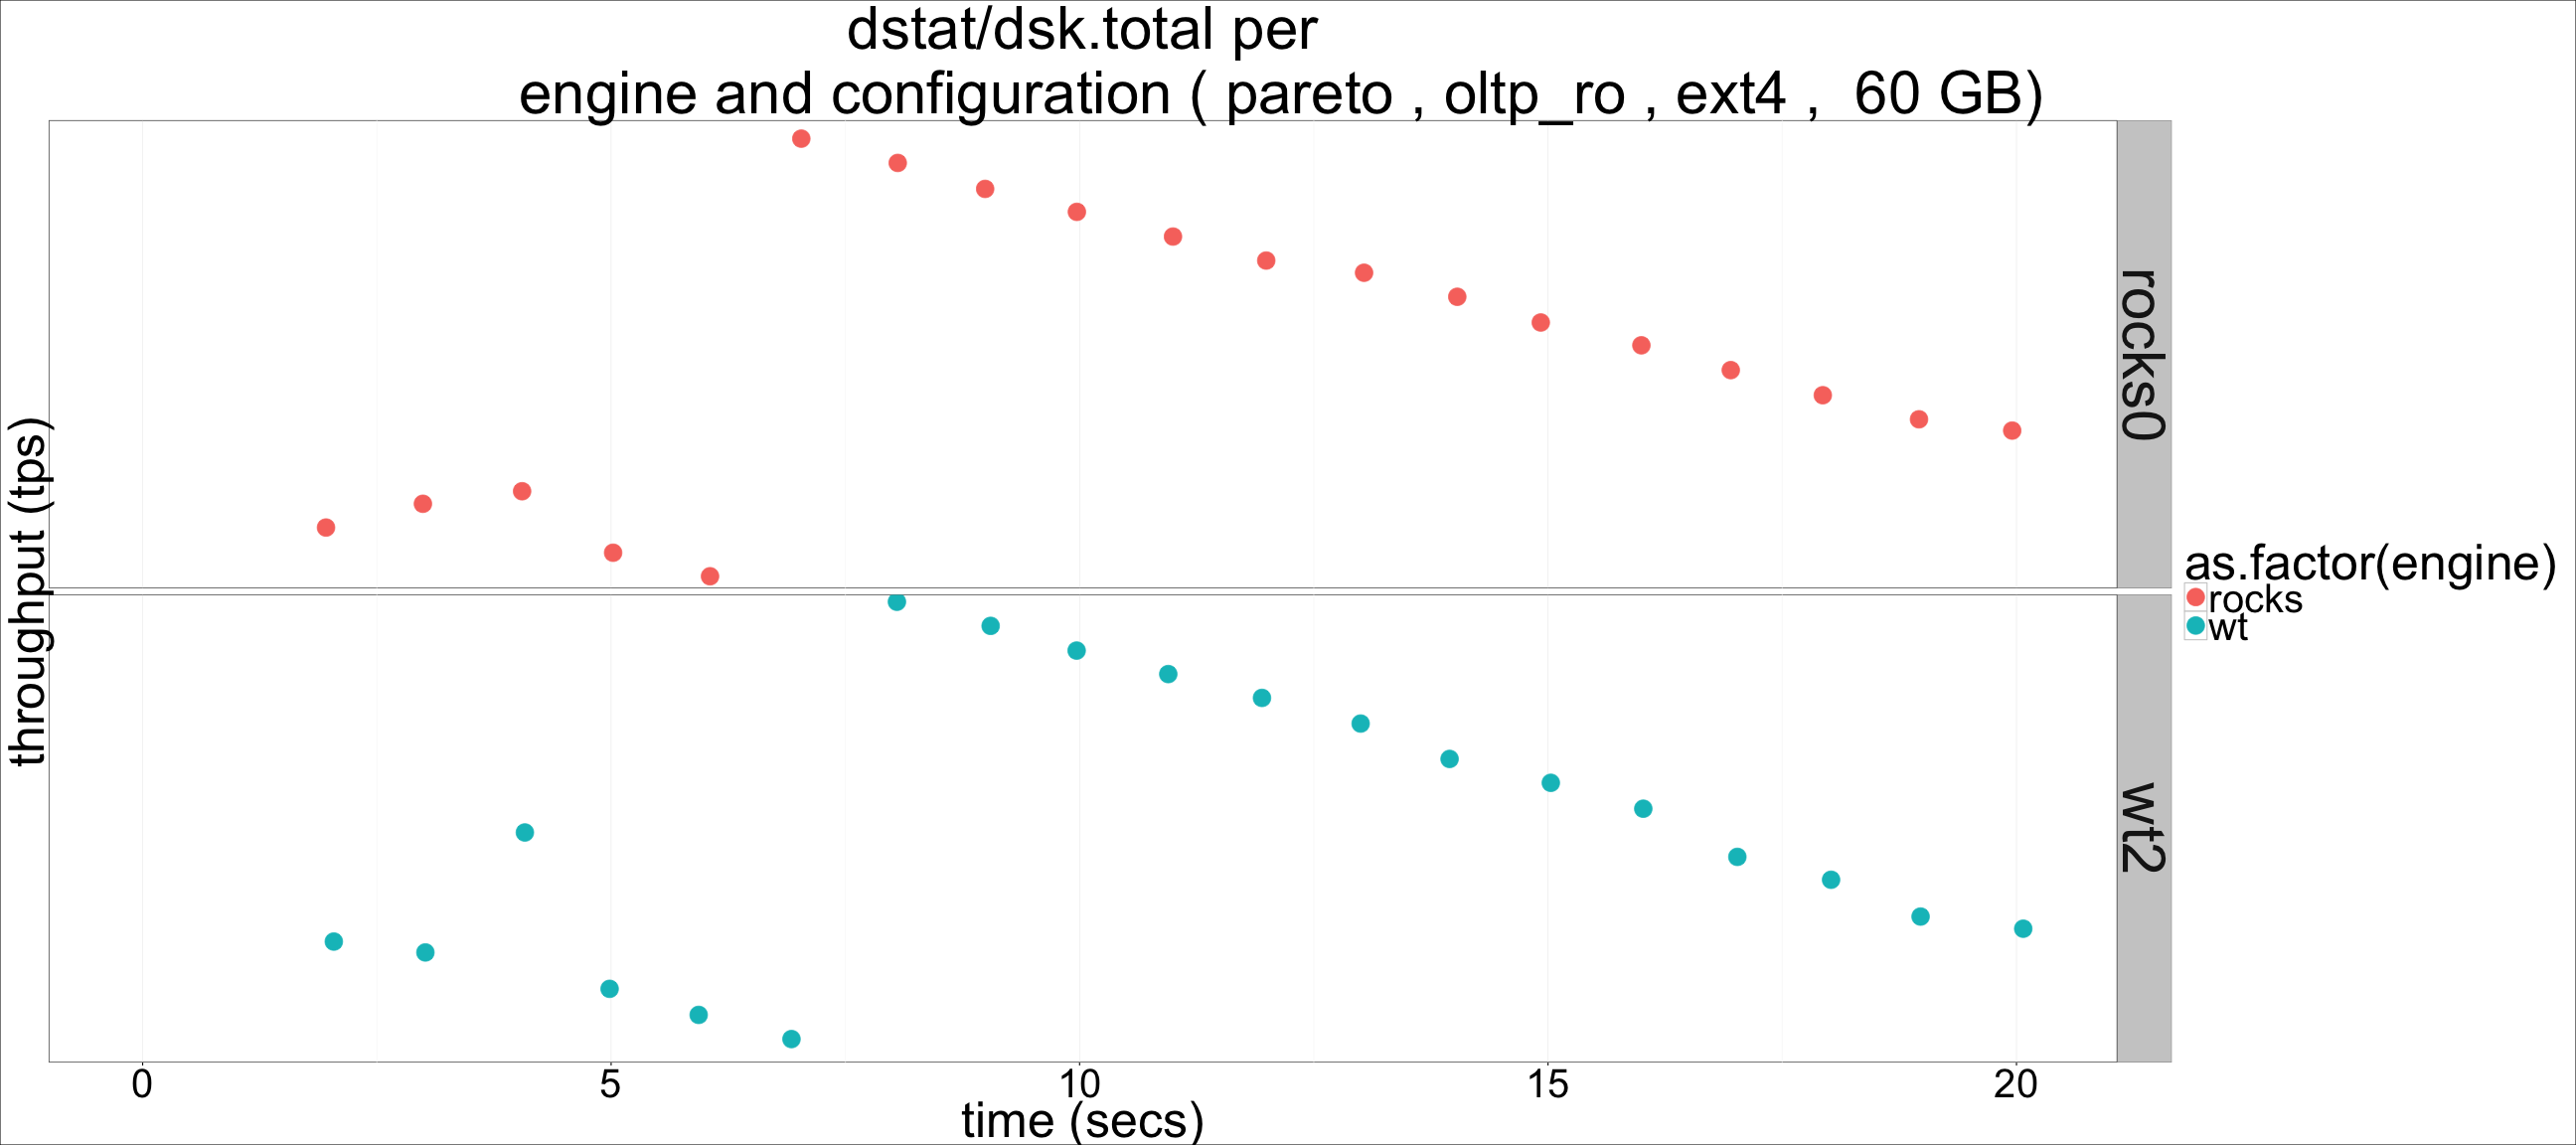 dstat/dsk.total per
engine and configuration ( pareto , oltp_ro , ext4 ,  60 GB)
throughput (tps)
rocks0
wt2
as.factor(engine)
rocks
wt
0 5 10 15 20
time (secs)